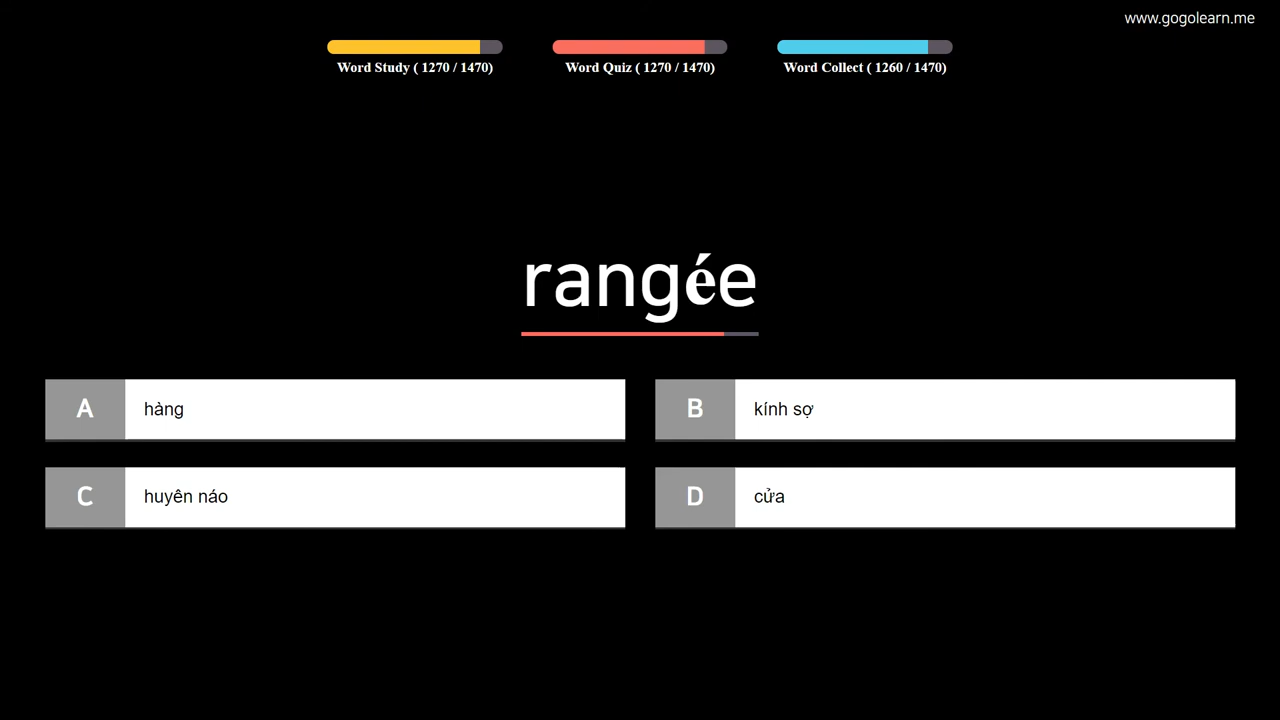 www.gogolearn.me
Word Study ( 1270 / 1470)
Word Quiz ( 1270 / 1470)
Word Collect ( 1260 / 1470)
rangée
A hàng
B kính sợ
C huyên náo
D cửa